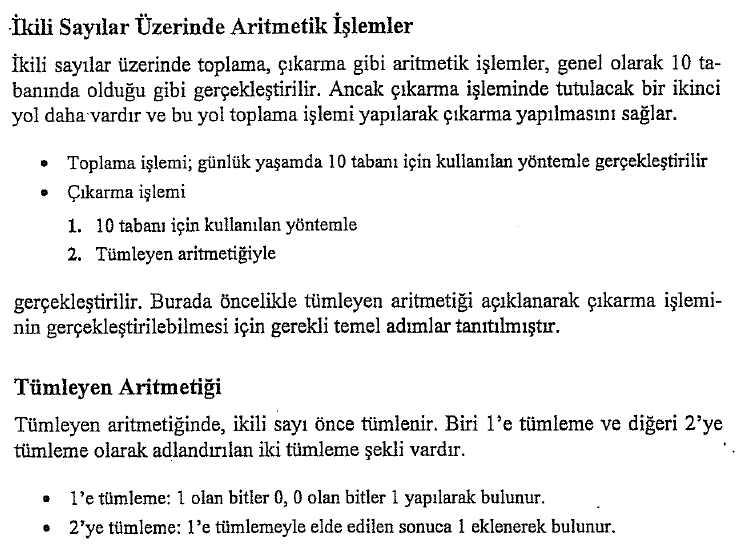 İkili Sayılar Üzerinde Aritmetik İşlemler
İkili sayılar üzerinde toplama, çıkarma gibi aritmetik işlemler, genel olarak 10 ta-
banında olduğu gibi gerçekleştirilir. Ancak çıkarma işleminde tutulacak bir ikinci
yol daha vardır ve bu yol toplama işlemi yapılarak çıkarma yapılmasını sağlar.
• Toplama işlemi; günlük yaşamda 10 tabanı için kullanılan yöntemle gerçekleştirilir
• Çıkarma işlemi
1. 10 tabanı için kullanılan yöntemle
2. Tümleyen aritmetiğiyle
gerçekleştirilir. Burada öncelikle tümleyen aritmetiği açıklanarak çıkarma işlemi-
nin gerçekleştirilebilmesi için gerekli temel adımlar tanıtılmıştır.
Tümleyen Aritmetiği
Tümleyen aritmetiğinde, ikili sayı önce tümlenir. Biri 1’e tümleme ve diğeri 2’ye
tümleme olarak adlandırılan iki tümleme şekli vardır.
• 1’e tümleme: 1 olan bitler 0, 0 olan bitler 1 yapılarak bulunur.
• 2’ye tümleme: 1’e tümlemeyle elde edilen sonuca 1 eklenerek bulunur.